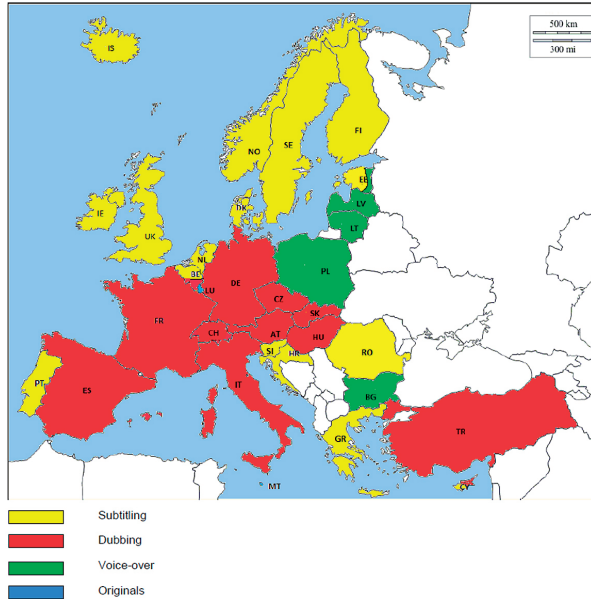 500 km
300 mi
IS
FI
NO
SE
EE
LV
DK
LT
IE
UK
NL
BE
PL
LU
DE
CZ
SK
FR
CH
AT
HU
SI
HR
RO
PT
ES
IT
BG
TR
GR
MT
CY
Subtitling
Dubbing
Voice-over
Originals